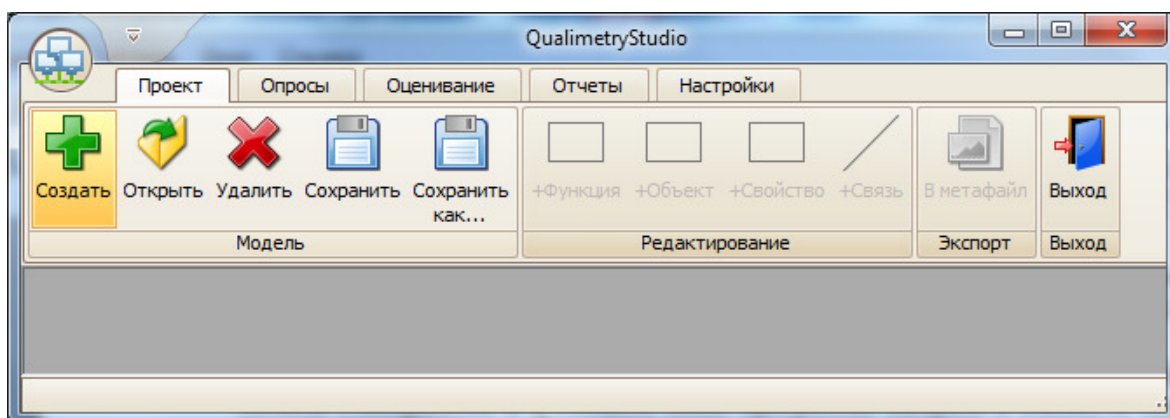 QualimetryStudio
Проект Опросы Оценивание Отчеты Настройки
Создать Открыть Удалить Сохранить Сохранить как... +Функция +Объект +Свойство +Связь В метафайл Выход
Модель Редактирование Экспорт Выход